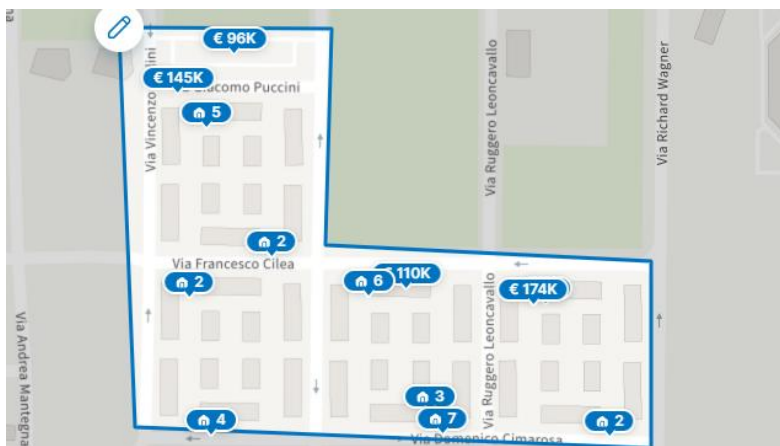 € 96K
€ 145K
Giacomo Puccini
Via Vincenzo
5
Via Ruggero Leoncavallo
Via Richard Wagner
2
Via Francesco Cilea
2
6
110K
€ 174K
Via Ruggero Leoncavallo
Via Andrea Mantegna
3
4
7
2
Via Domenico Cimarosa